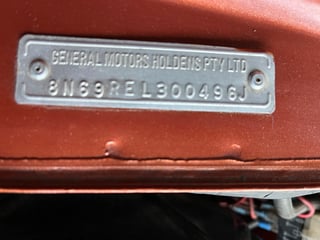 GENERAL MOTORS HOLDENS PTY LTD
8N69REL300496J